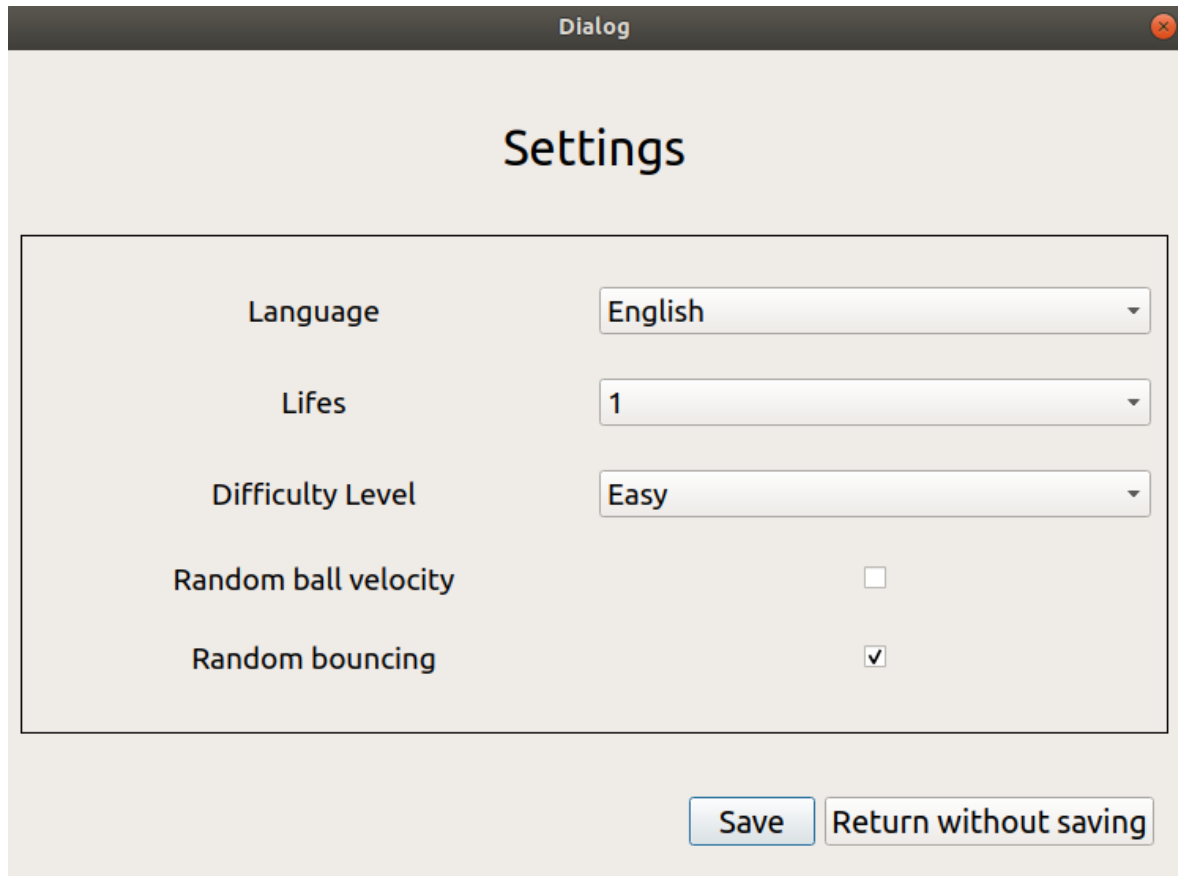 Dialog
Settings
Language English
Lifes 1
Difficulty Level Easy
Random ball velocity
Random bouncing
Save Return without saving